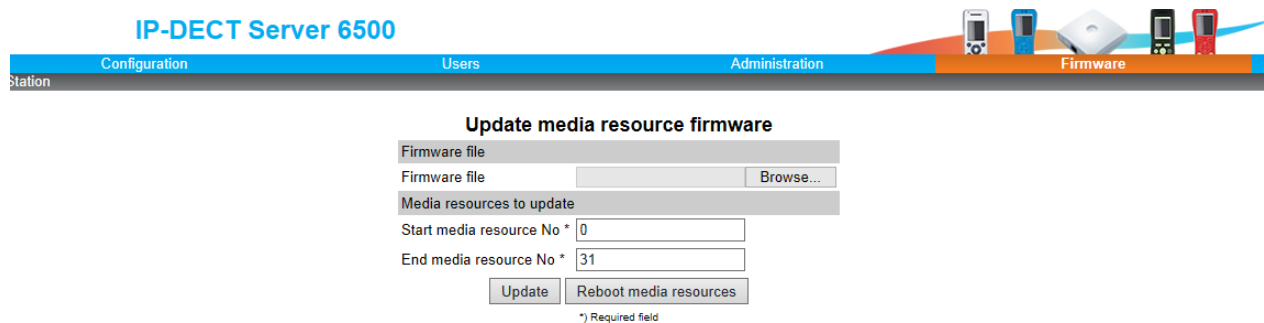 IP-DECT Server 6500
Configuration Users Administration Firmware
Station
Update media resource firmware
Firmware file
Firmware file Browse...
Media resources to update
Start media resource No * 0
End media resource No * 31
Update Reboot media resources
*) Required field